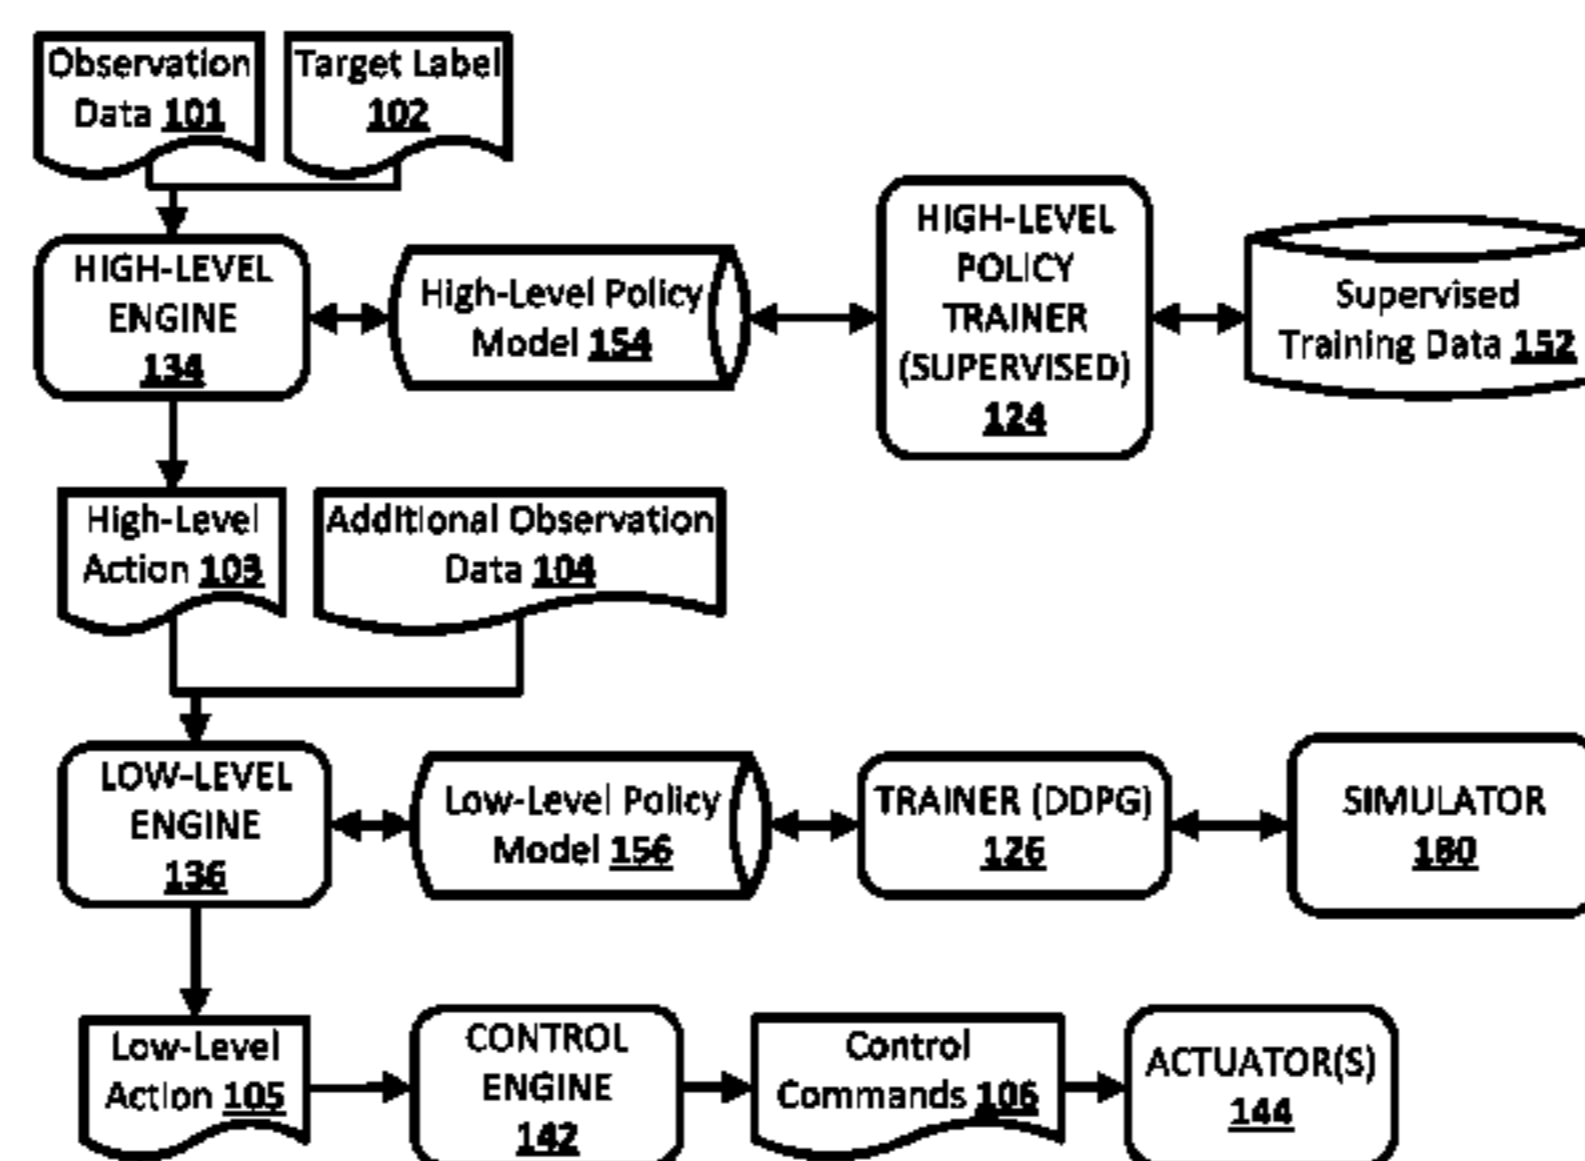 Observation
Data 101
Target Label
102
HIGH-LEVEL
ENGINE
134
High-Level Policy
Model 154
HIGH-LEVEL
POLICY
TRAINER
(SUPERVISED)
124
Supervised
Training Data 152
High-Level
Action 103
Additional Observation
Data 104
LOW-LEVEL
ENGINE
136
Low-Level Policy
Model 156
TRAINER (DDPG)
126
SIMULATOR
180
Low-Level
Action 105
CONTROL
ENGINE
142
Control
Commands 106
ACTUATOR(S)
144